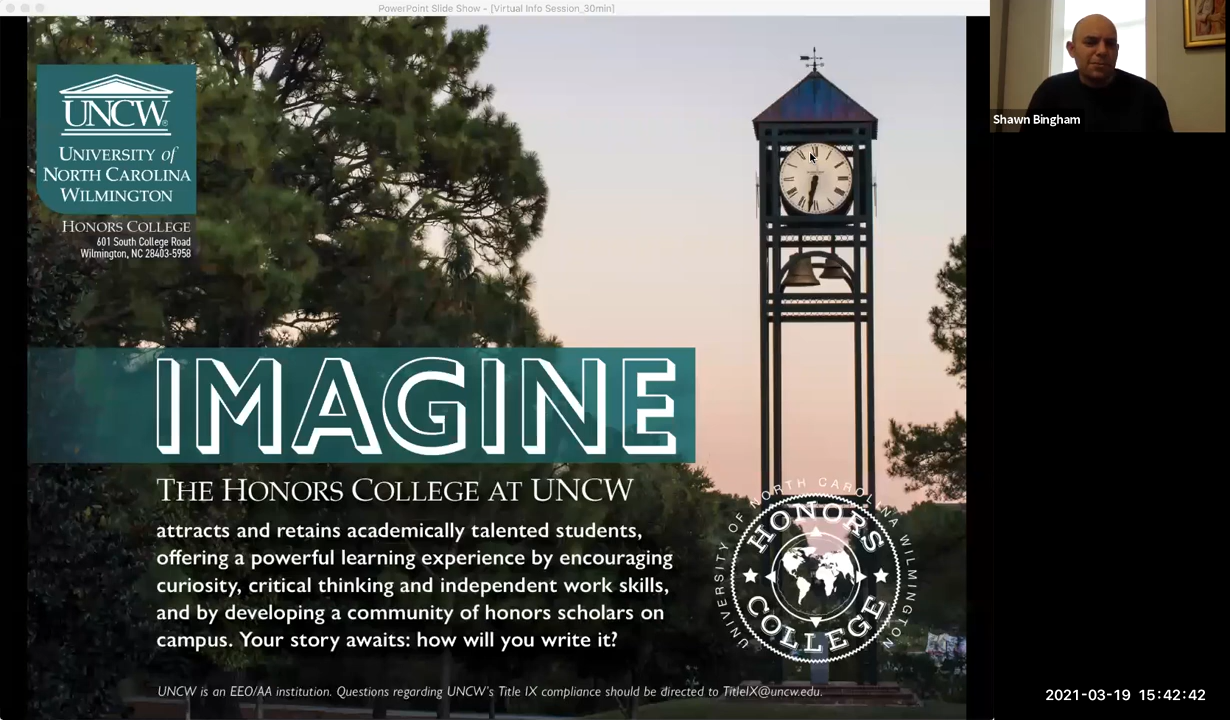 PowerPoint Slide Show - [Virtual Info Session_30min]
Shawn Bingham
UNCW®
UNIVERSITY of
NORTH CAROLINA
WILMINGTON
HONORS COLLEGE
601 South College Road
Wilmington, NC 28403-5958
IMAGINE
THE HONORS COLLEGE AT UNCW
attracts and retains academically talented students,
offering a powerful learning experience by encouraging
curiosity, critical thinking and independent work skills,
and by developing a community of honors scholars on
campus. Your story awaits: how will you write it?
UNIVERSITY OF NORTH CAROLINA WILMINGTON
HONORS
COLLEGE
UNCW is an EEO/AA institution. Questions regarding UNCW's Title IX compliance should be directed to TitleIX@uncw.edu.
2021-03-19 15:42:42